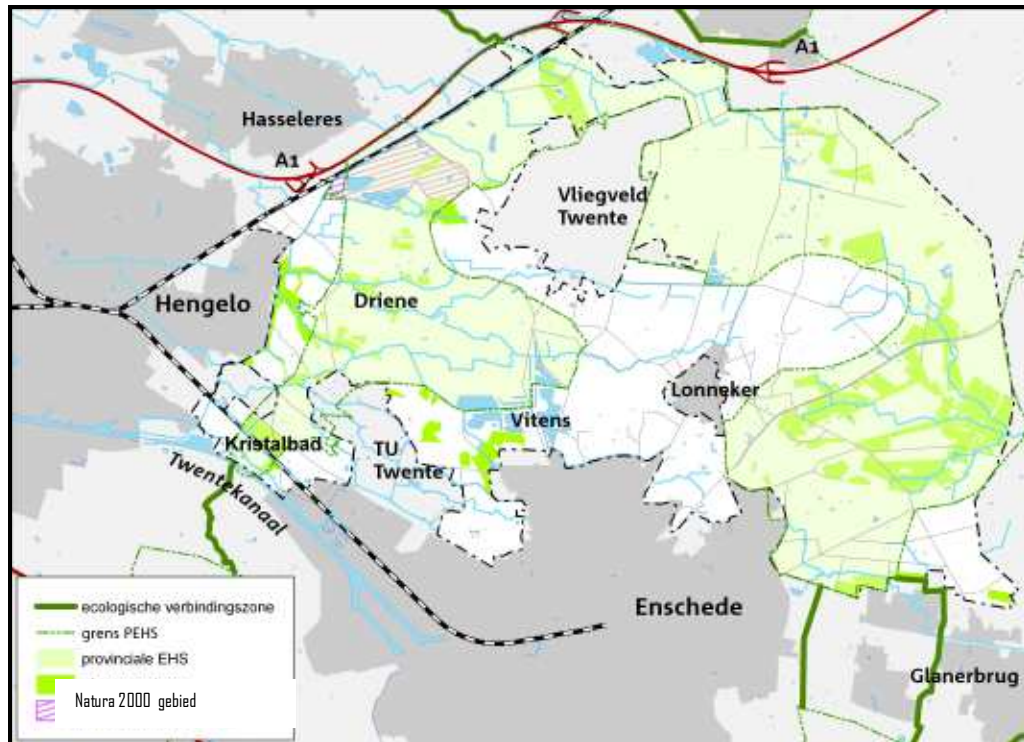 A1
Hasseleres
A1
Vliegveld
Twente
Hengelo
Driene
Lonneker
Vitens
Kristalbad
TU
Twente
Twentekanaal
Enschede
Glanerbrug
ecologische verbindingszone
grens PEHS
provinciale EHS
Natura 2000 gebied